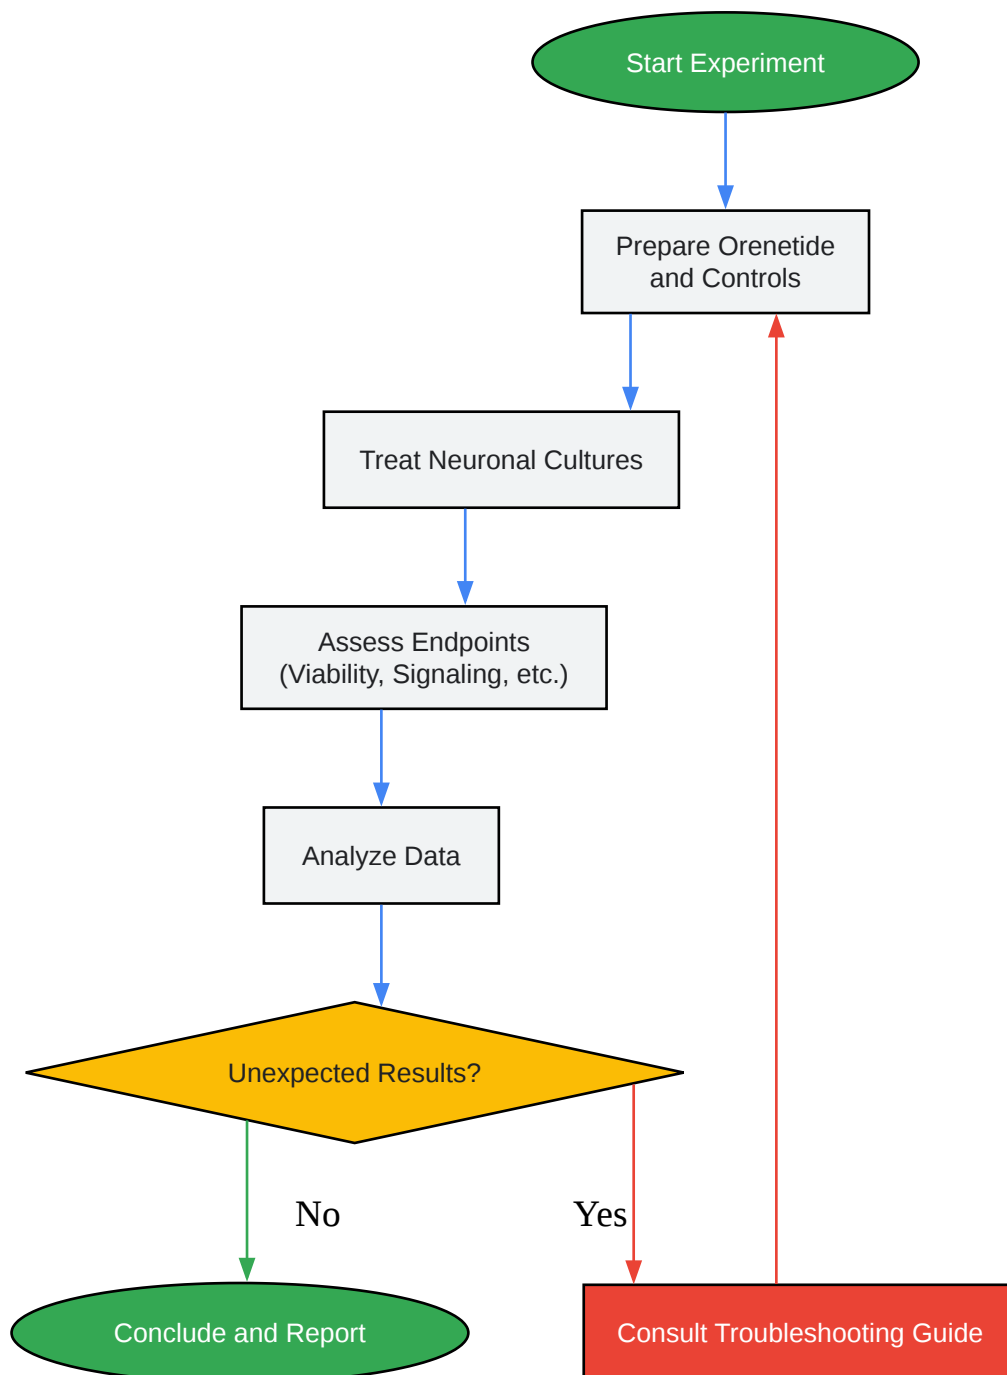 Start Experiment
Prepare Orenetide
and Controls
Treat Neuronal Cultures
Assess Endpoints
(Viability, Signaling, etc.)
Analyze Data
Unexpected Results?
No
Yes
Conclude and Report
Consult Troubleshooting Guide